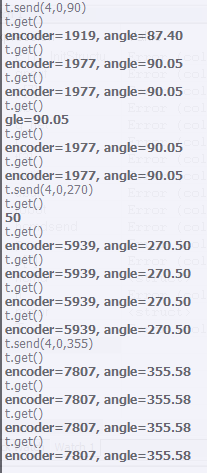 t.send(4,0,90)
t.get()
encoder=1919, angle=87.40
t.get()
encoder=1977, angle=90.05
t.get()
encoder=1977, angle=90.05
t.get()
gle=90.05
t.get()
encoder=1977, angle=90.05
t.get()
encoder=1977, angle=90.05
t.send(4,0,270)
t.get()
50
t.get()
encoder=5939, angle=270.50
t.get()
encoder=5939, angle=270.50
t.get()
encoder=5939, angle=270.50
t.get()
encoder=5939, angle=270.50
t.send(4,0,355)
t.get()
encoder=7807, angle=355.58
t.get()
encoder=7807, angle=355.58
t.get()
encoder=7807, angle=355.58
t.get()
encoder=7807, angle=355.58